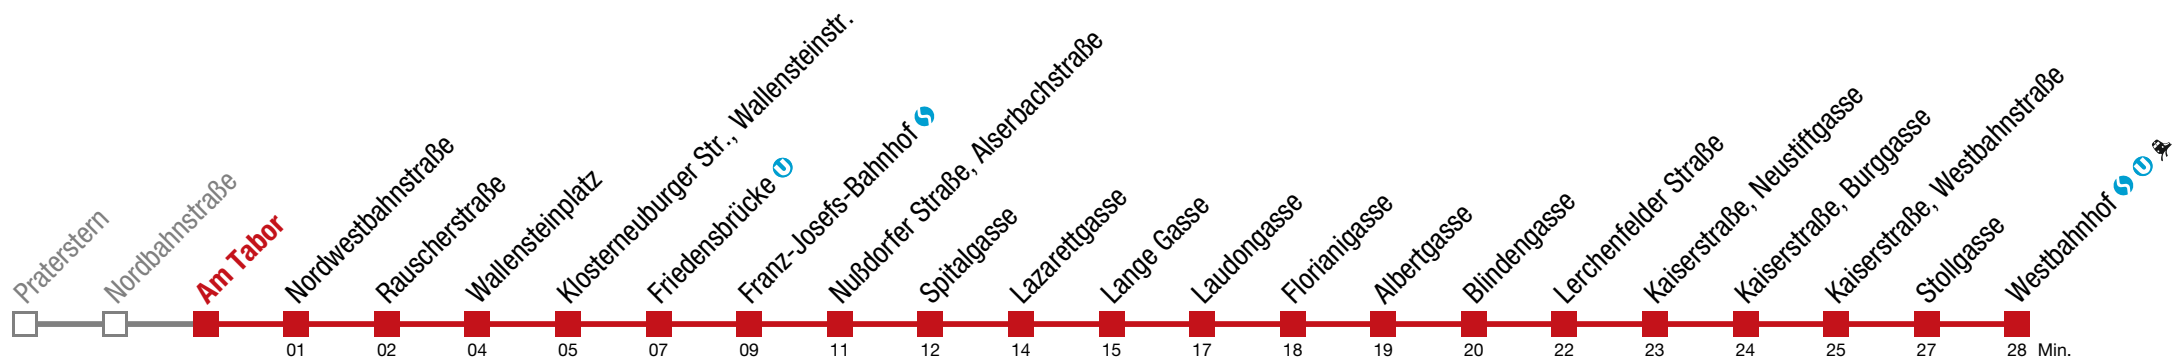 Praterstern
Nordbahnstraße
Am Tabor
Nordwestbahnstraße
Rauscherstraße
Wallensteinplatz
Klosterneuburger Str., Wallensteinstr.
Friedensbrücke U
Franz-Josefs-Bahnhof S
Nußdorfer Straße, Alserbachstraße
Spitalgasse
Lazarettgasse
Lange Gasse
Laudongasse
Florianigasse
Albertgasse
Blindengasse
Lerchenfelder Straße
Kaiserstraße, Neustiftgasse
Kaiserstraße, Burggasse
Kaiserstraße, Westbahnstraße
Stollgasse
Westbahnhof S U
01 02 04 05 07 09 11 12 14 15 17 18 19 20 22 23 24 25 27 28 Min.